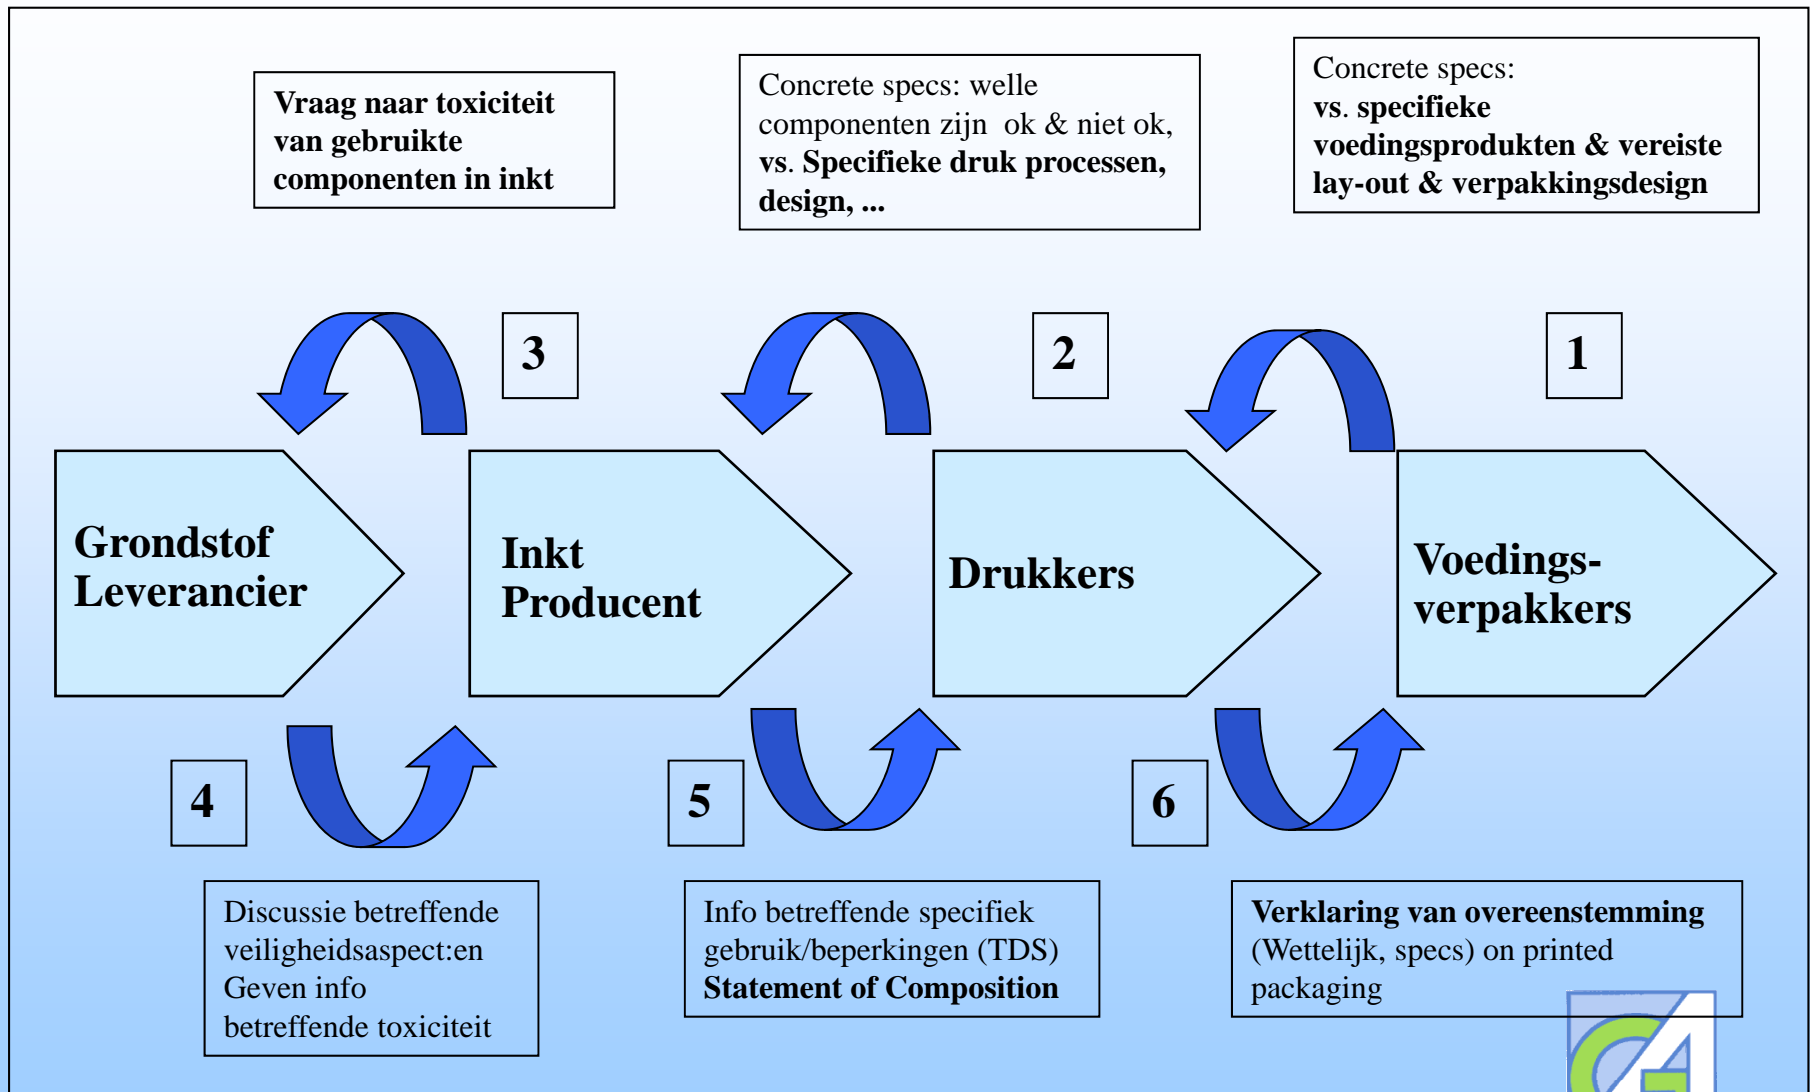 Vraag naar toxiciteit
van gebruikte
componenten in inkt
Concrete specs: welle
componenten zijn ok & niet ok,
vs. Specifieke druk processen,
design, ...
Concrete specs:
vs. specifieke
voedingsprodukten & vereiste
lay-out & verpakkingsdesign
3
2
1
Grondstof
Leverancier
Inkt
Producent
Drukkers
Voedings-
verpakkers
4
5
6
Discussie betreffende
veiligheidsaspect:en
Geven info
betreffende toxiciteit
Info betreffende specifiek
gebruik/beperkingen (TDS)
Statement of Composition
Verklaring van overeenstemming
(Wettelijk, specs) on printed
packaging